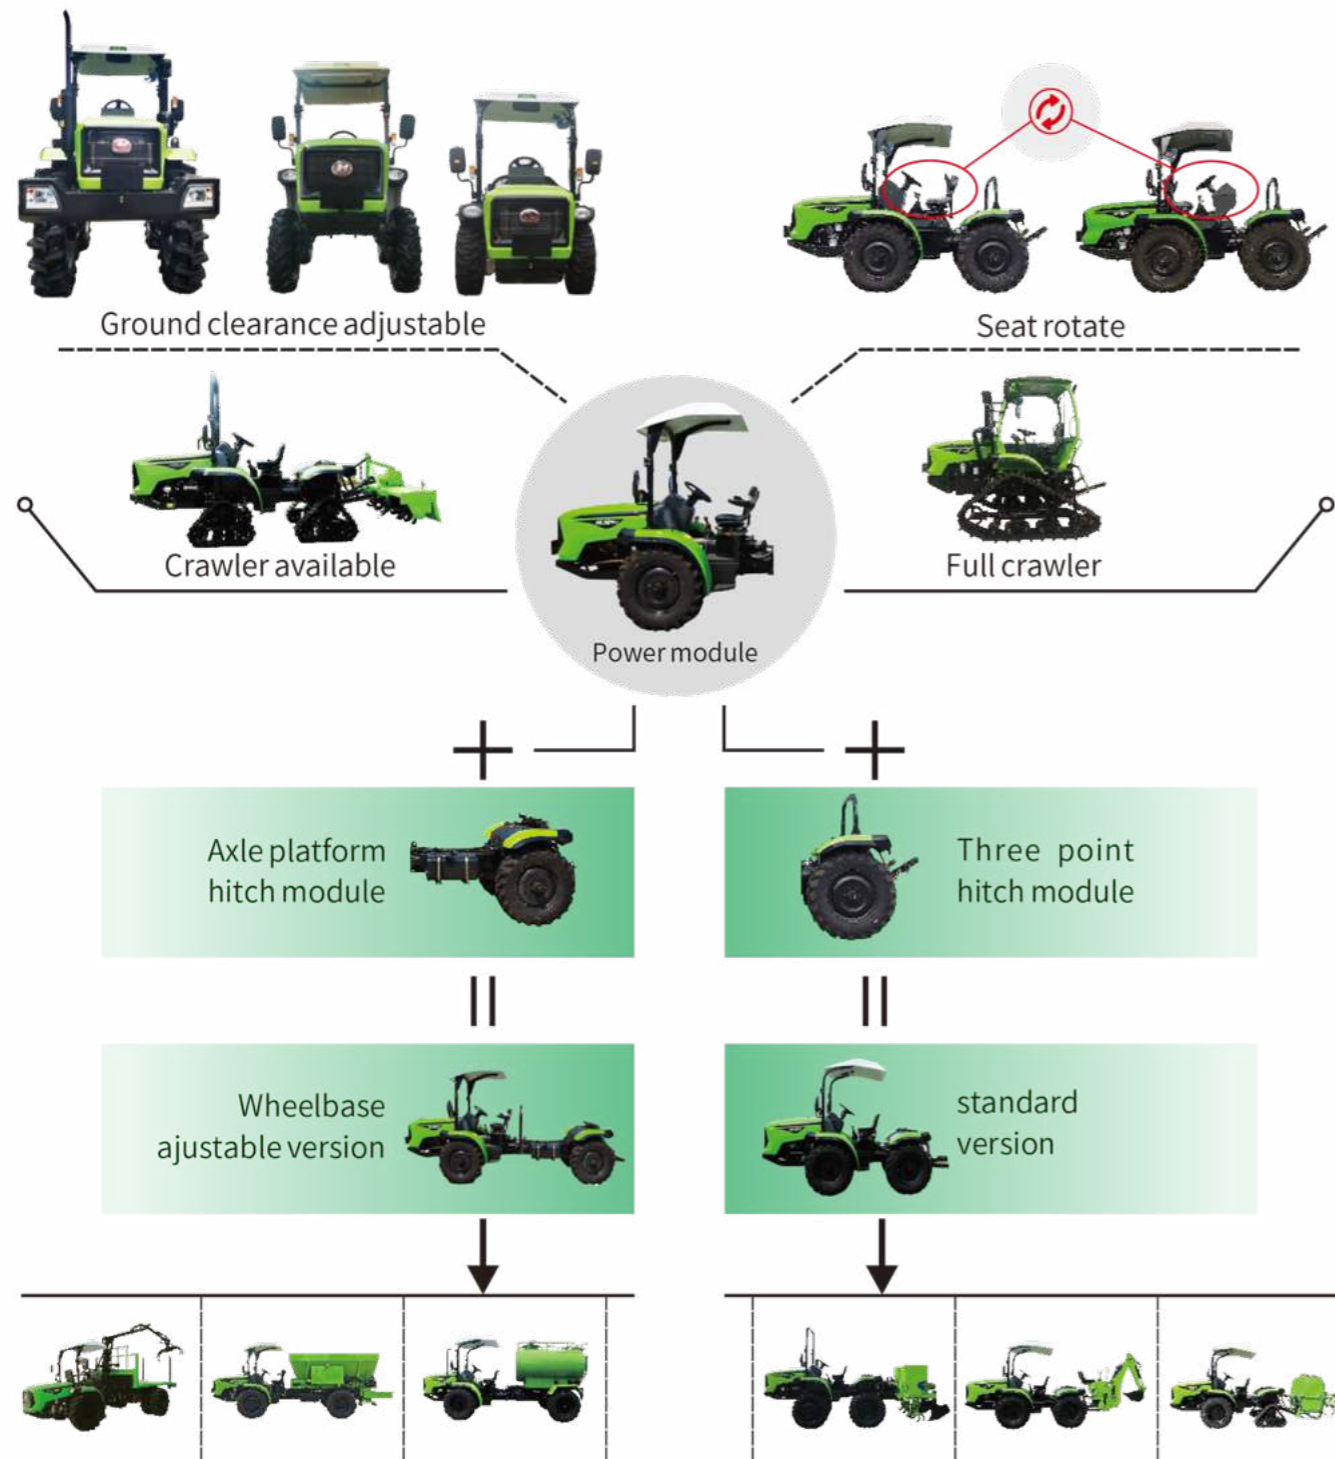 Ground clearance adjustable
Seat rotate
Crawler available
Full crawler
Power module
Axle platform
hitch module
Three point
hitch module
Wheelbase
ajustable version
standard
version